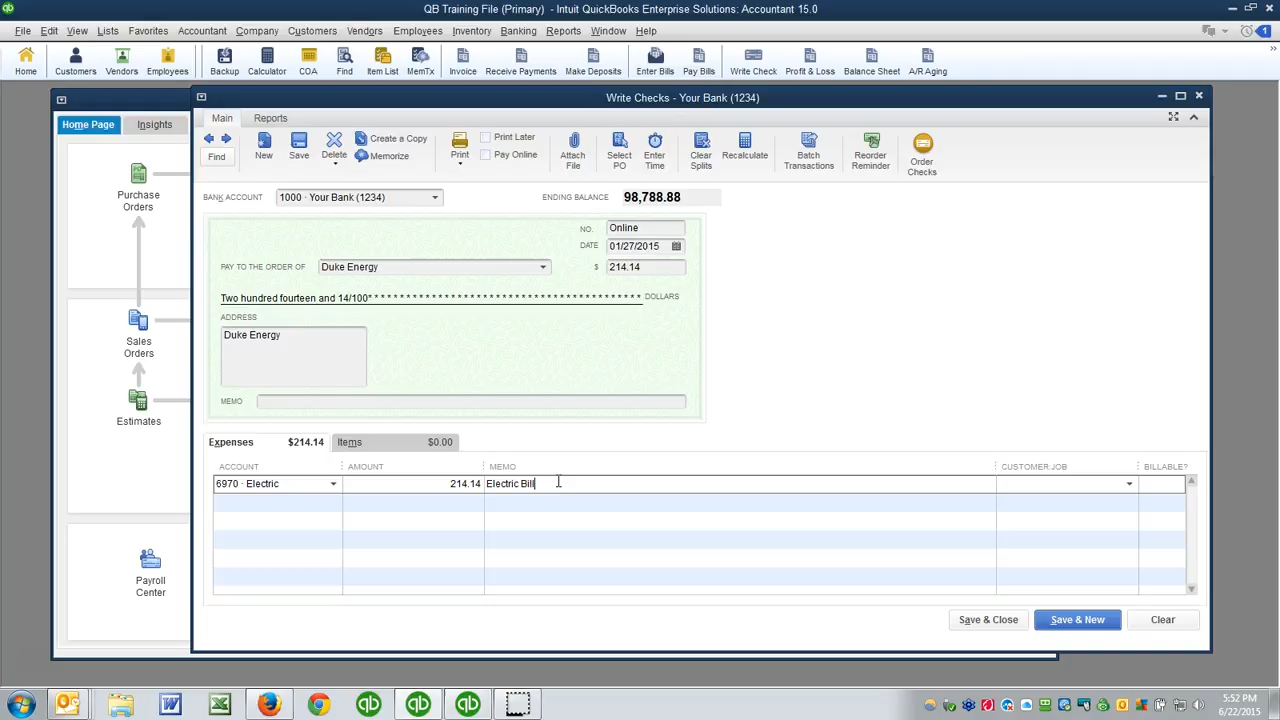 QB Training File (Primary) - Intuit QuickBooks Enterprise Solutions: Accountant 15.0
File Edit View Lists Favorites Accountant Company Customers Vendors Employees Inventory Banking Reports Window Help
1
Home Customers Vendors Employees Backup Calculator COA Find Item List MemTx Invoice Receive Payments Make Deposits Enter Bills Pay Bills Write Check Profit & Loss Balance Sheet A/R Aging
Write Checks - Your Bank (1234)
Home Page Insights
Main Reports
Find New Save Delete Create a Copy Memorize Print Print Later Pay Online Attach File Select PO Enter Time Clear Splits Recalculate Batch Transactions Reorder Reminder Order Checks
BANK ACCOUNT 1000 · Your Bank (1234) ENDING BALANCE 98,788.88
NO. Online
DATE 01/27/2015
PAY TO THE ORDER OF Duke Energy $ 214.14
Two hundred fourteen and 14/100* * * * * * * * * * * * * * * * * * * * * * * * * * * * * * * * * * * * * * * * * DOLLARS
ADDRESS
Duke Energy
MEMO
Expenses $214.14 Items $0.00
ACCOUNT AMOUNT MEMO CUSTOMER:JOB BILLABLE?
6970 · Electric 214.14 Electric Bill
Save & Close Save & New Clear
Purchase
Orders
Sales
Orders
Estimates
Payroll
Center
5:52 PM
6/22/2015